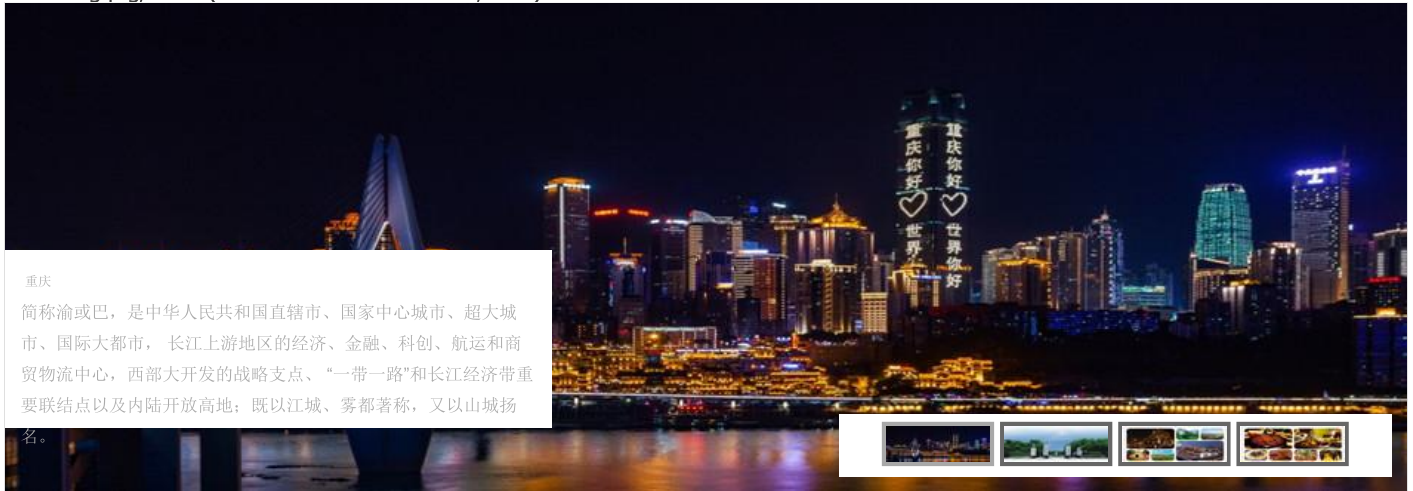 重庆
简称渝或巴，是中华人民共和国直辖市、国家中心城市、超大城
市、国际大都市， 长江上游地区的经济、金融、科创、航运和商
贸物流中心，西部大开发的战略支点、 “一带一路”和长江经济带重
要联结点以及内陆开放高地；既以江城、雾都著称，又以山城扬
名。
重庆你好♡世界
重庆你好♡世界你好